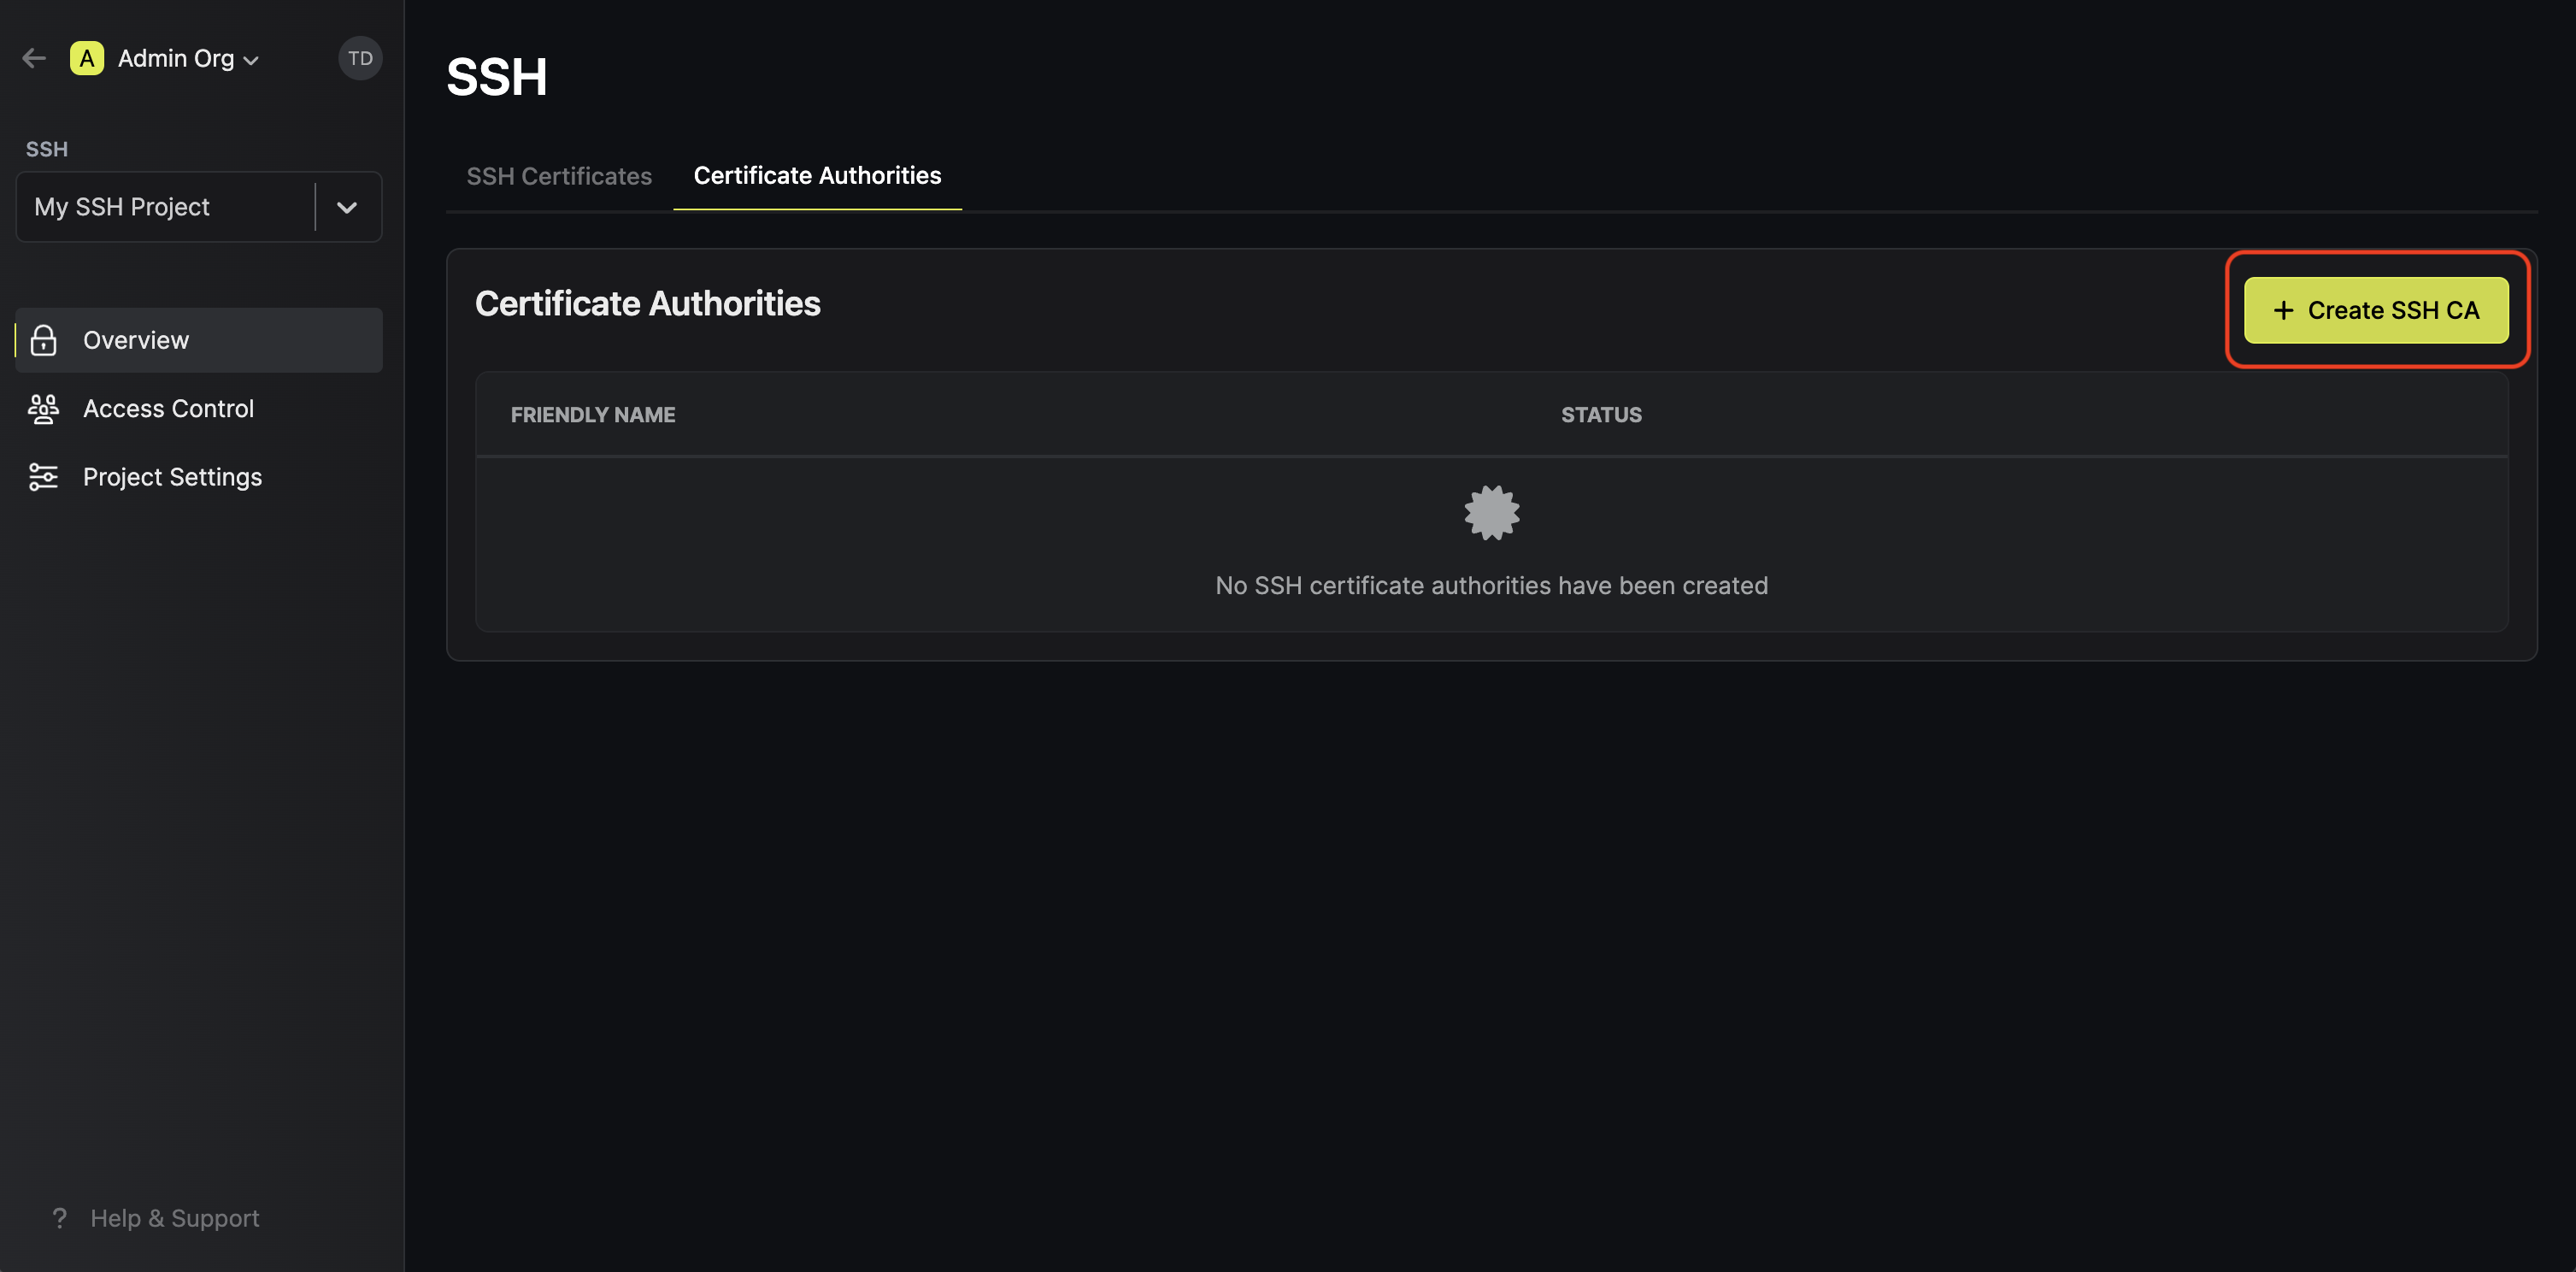 A Admin Org
TD
SSH
My SSH Project
Overview
Access Control
Project Settings
? Help & Support
SSH
SSH Certificates Certificate Authorities
Certificate Authorities
+ Create SSH CA
FRIENDLY NAME STATUS
No SSH certificate authorities have been created